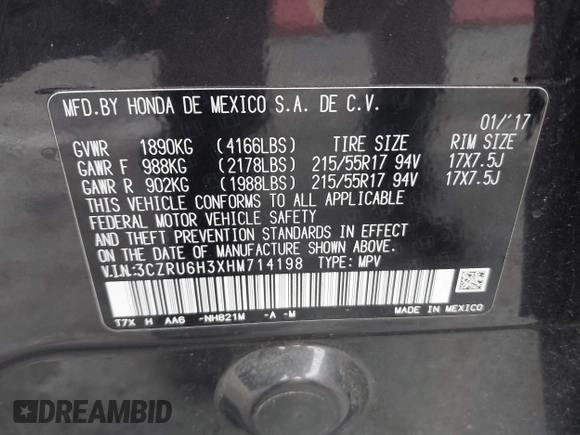 MFD.BY HONDA DE MEXICO S.A. DE C.V.
01/'17
GVWR 1890KG (4166LBS) TIRE SIZE RIM SIZE
GAWR F 988KG (2178LBS) 215/55R17 94V 17X7.5J
GAWR R 902KG (1988LBS) 215/55R17 94V 17X7.5J
THIS VEHICLE CONFORMS TO ALL APPLICABLE
FEDERAL MOTOR VEHICLE SAFETY
AND THEFT PREVENTION STANDARDS IN EFFECT
ON THE DATE OF MANUFACTURE SHOWN ABOVE.
V.I.N:3CZRU6H3XHM714198 TYPE: MPV
T7X H AA6 -NH821M -A -M MADE IN MEXICO
DREAMBID